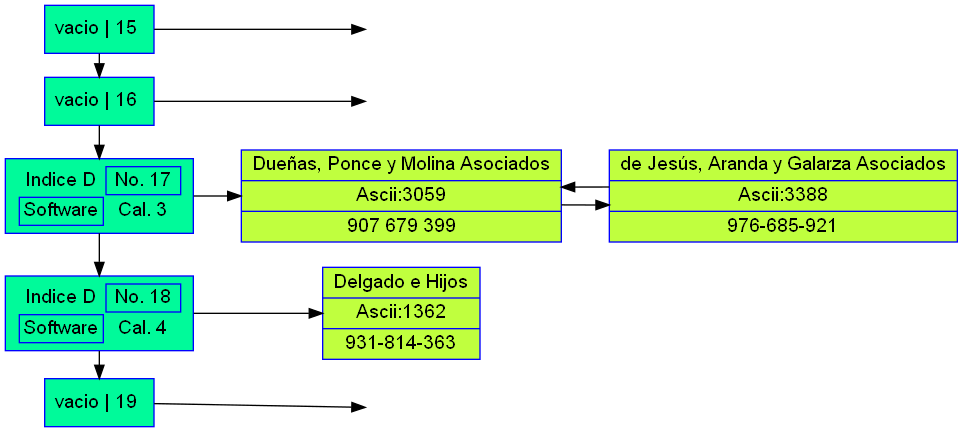 vacio | 15
vacio | 16
Indice D No. 17
Software Cal. 3
Dueñas, Ponce y Molina Asociados
Ascii:3059
907 679 399
de Jesús, Aranda y Galarza Asociados
Ascii:3388
976-685-921
Indice D No. 18
Software Cal. 4
Delgado e Hijos
Ascii:1362
931-814-363
vacio | 19